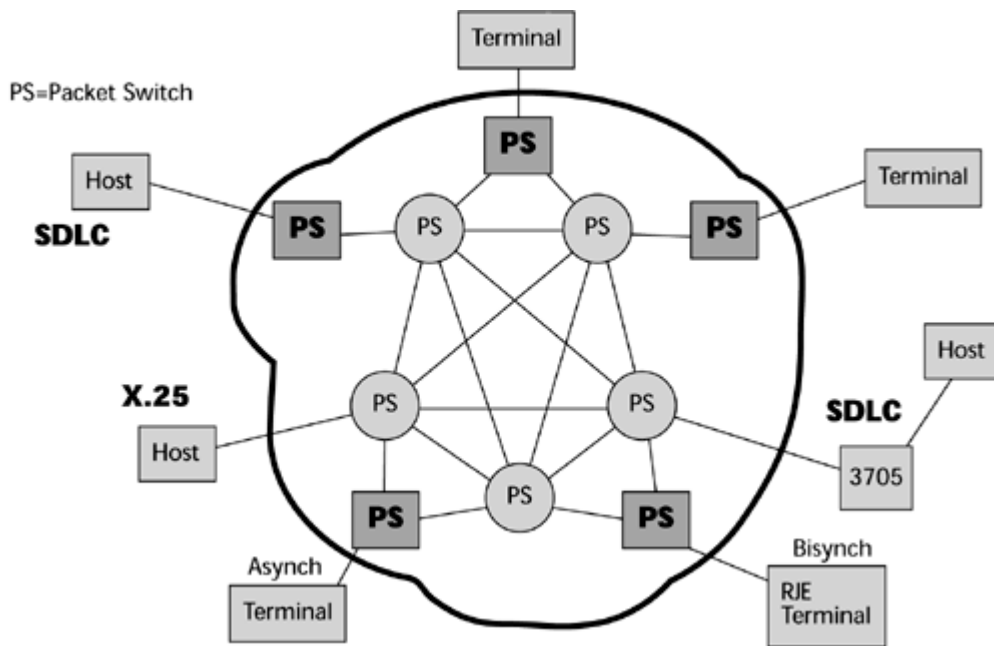 Terminal
PS=Packet Switch
PS
Host
Terminal
SDLC
PS
PS
PS
PS
Host
X.25
PS
PS
SDLC
Host
3705
PS
PS
PS
Asynch
Bisynch
Terminal
RJE
Terminal